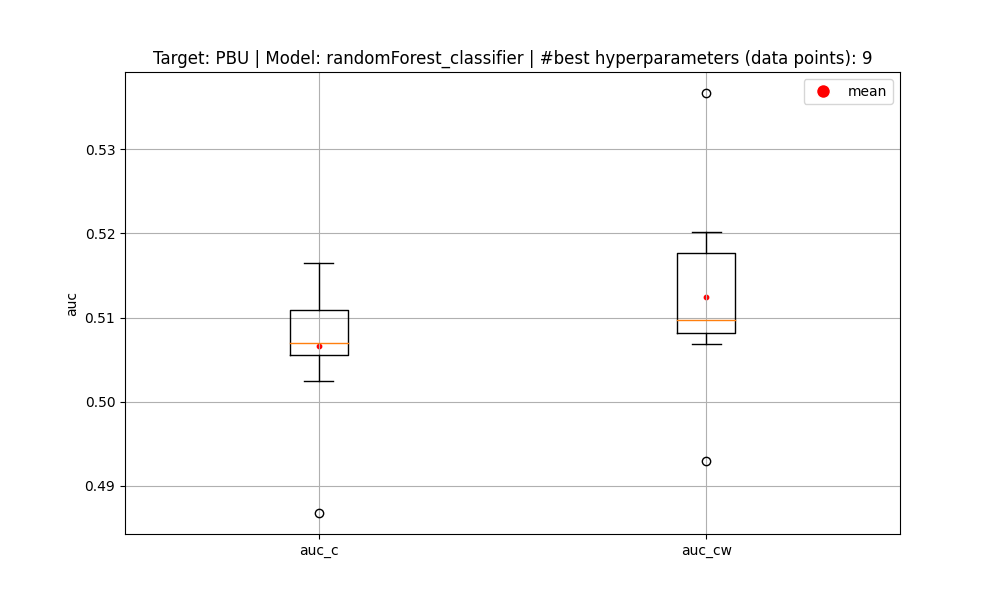 Target: PBU | Model: randomForest_classifier | #best hyperparameters (data points): 9
mean
0.53
0.52
0.51
0.50
0.49
auc
auc_c
auc_cw